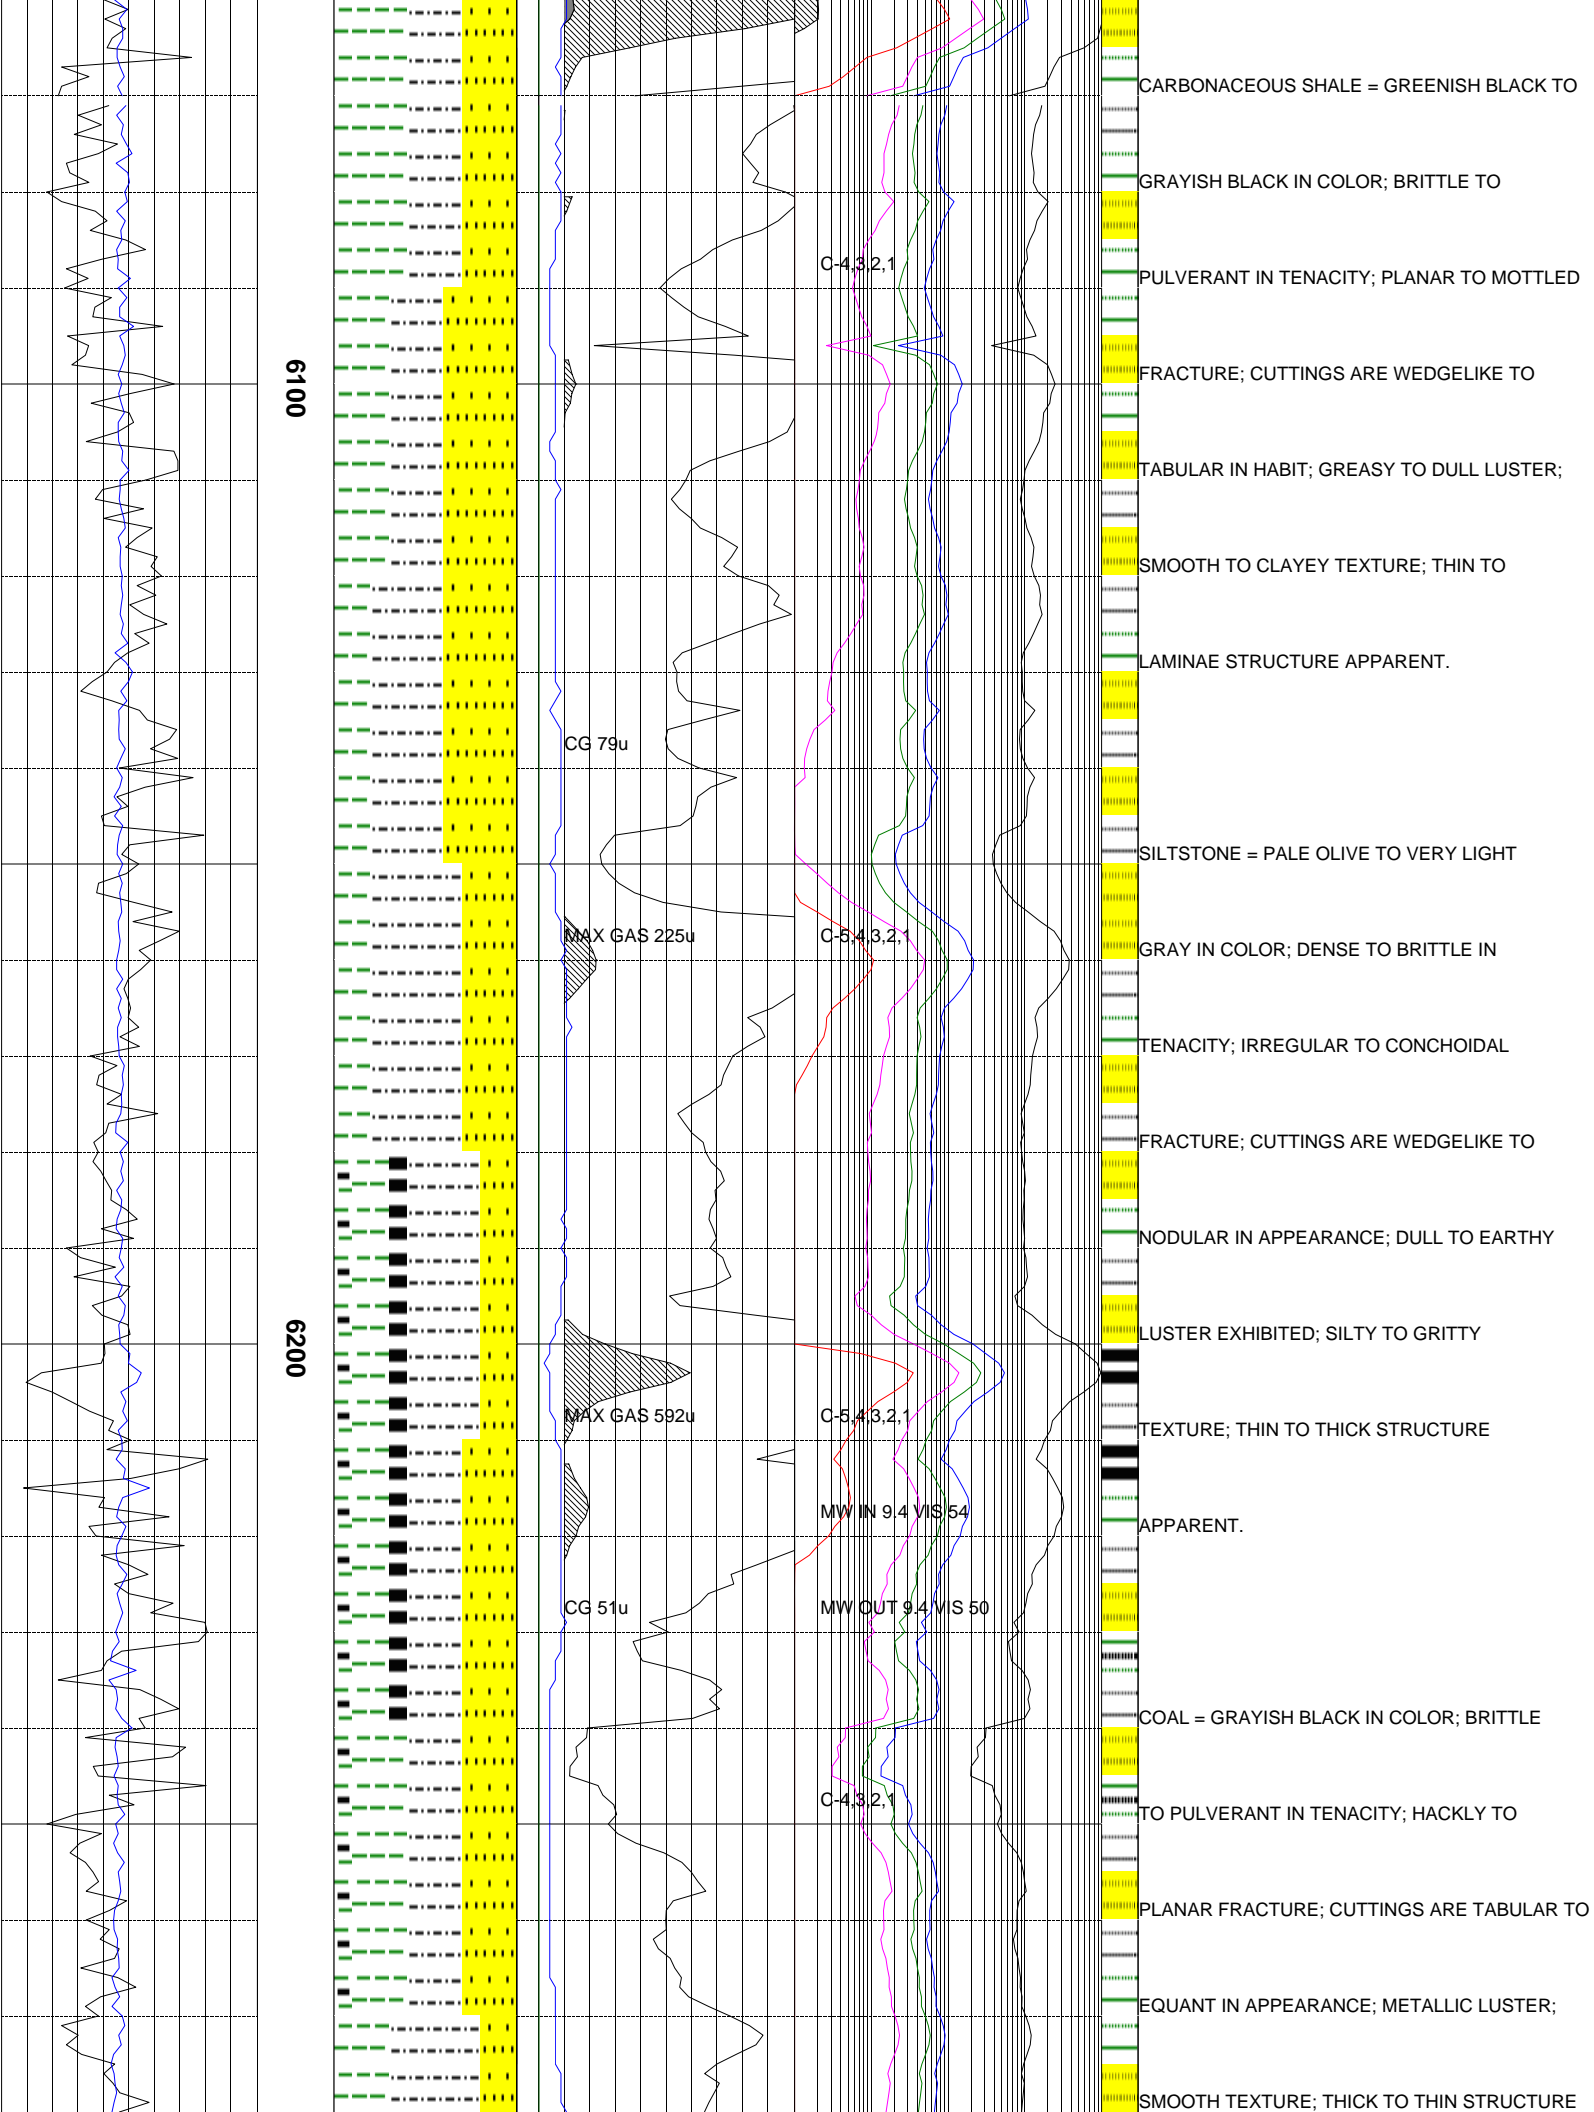 CARBONACEOUS SHALE = GREENISH BLACK TO
GRAYISH BLACK IN COLOR; BRITTLE TO
C-4,3,2,1
PULVERANT IN TENACITY; PLANAR TO MOTTLED
6100
FRACTURE; CUTTINGS ARE WEDGELIKE TO
TABULAR IN HABIT; GREASY TO DULL LUSTER;
SMOOTH TO CLAYEY TEXTURE; THIN TO
LAMINAE STRUCTURE APPARENT.
CG 79u
SILTSTONE = PALE OLIVE TO VERY LIGHT
MAX GAS 225u
C-5,4,3,2,1
GRAY IN COLOR; DENSE TO BRITTLE IN
TENACITY; IRREGULAR TO CONCHOIDAL
FRACTURE; CUTTINGS ARE WEDGELIKE TO
NODULAR IN APPEARANCE; DULL TO EARTHY
6200
LUSTER EXHIBITED; SILTY TO GRITTY
MAX GAS 592u
C-5,4,3,2,1
TEXTURE; THIN TO THICK STRUCTURE
MW IN 9.4 VIS 54
APPARENT.
CG 51u
MW OUT 9.4 VIS 50
COAL = GRAYISH BLACK IN COLOR; BRITTLE
C-4,3,2,1
TO PULVERANT IN TENACITY; HACKLY TO
PLANAR FRACTURE; CUTTINGS ARE TABULAR TO
EQUANT IN APPEARANCE; METALLIC LUSTER;
SMOOTH TEXTURE; THICK TO THIN STRUCTURE